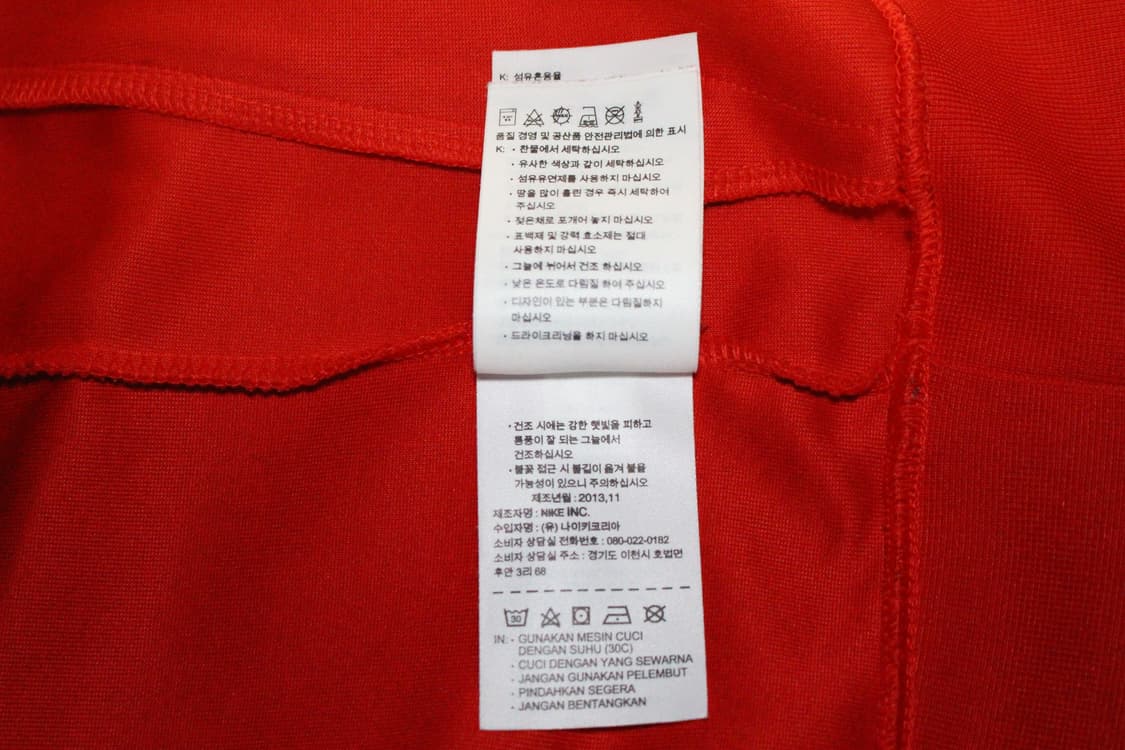 K: 섬유혼용율
품질 경영 및 공산품 안전관리법에 의한 표시
K: · 찬물에서 세탁하십시오
· 유사한 색상과 같이 세탁하십시오
· 섬유유연제를 사용하지 마십시오
· 땀을 많이 흘린 경우 즉시 세탁하여
주십시오
· 젖은채로 포개어 놓지 마십시오
· 표백제 및 강력 효소제는 절대
사용하지 마십시오
· 그늘에 뉘어서 건조 하십시오
· 낮은 온도로 다림질 하여 주십시오
· 디자인이 있는 부분은 다림질하지
마십시오
· 드라이크리닝을 하지 마십시오
· 건조 시에는 강한 햇빛을 피하고
통풍이 잘 되는 그늘에서
건조하십시오
· 불꽃 접근 시 불길이 옮겨 붙을
가능성이 있으니 주의하십시오
제조년월 : 2013,11
제조자명 : NIKE INC.
수입자명 : (유) 나이키코리아
소비자 상담실 전화번호 : 080-022-0182
소비자 상담실 주소 : 경기도 이천시 호법면
후안 3리 68
30
IN: · GUNAKAN MESIN CUCI
DENGAN SUHU (30C)
· CUCI DENGAN YANG SEWARNA
· JANGAN GUNAKAN PELEMBUT
· PINDAHKAN SEGERA
· JANGAN BENTANGKAN